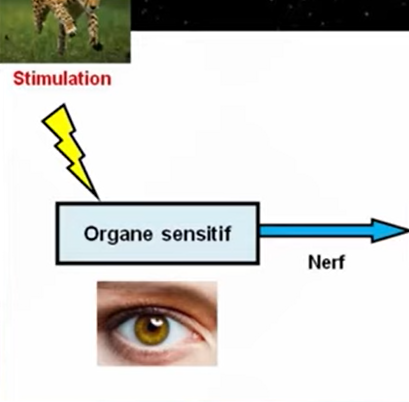 Stimulation
Organe sensitif
Nerf